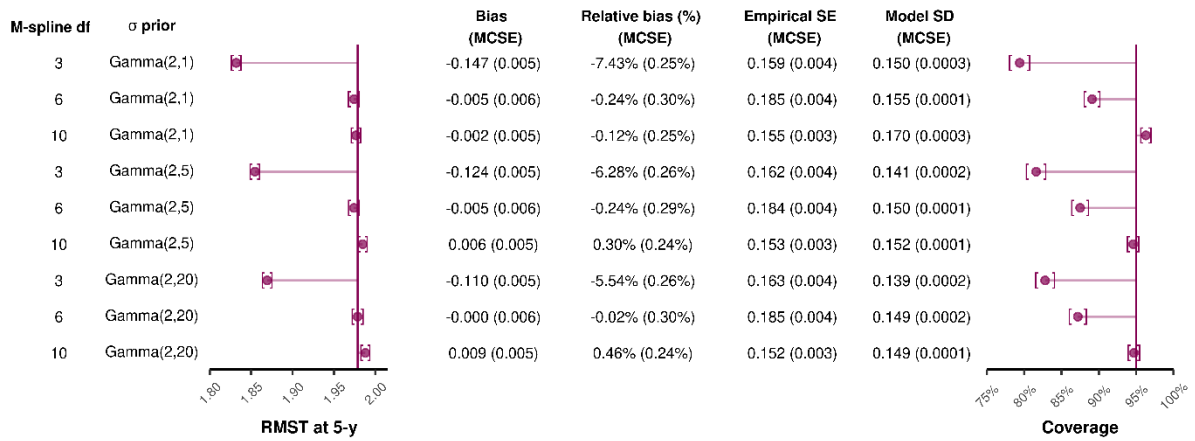 M-spline df σ prior Bias (MCSE) Relative bias (%) (MCSE) Empirical SE (MCSE) Model SD (MCSE)
3 Gamma(2,1) -0.147 (0.005) -7.43% (0.25%) 0.159 (0.004) 0.150 (0.0003)
6 Gamma(2,1) -0.005 (0.006) -0.24% (0.30%) 0.185 (0.004) 0.155 (0.0001)
10 Gamma(2,1) -0.002 (0.005) -0.12% (0.25%) 0.155 (0.003) 0.170 (0.0003)
3 Gamma(2,5) -0.124 (0.005) -6.28% (0.26%) 0.162 (0.004) 0.141 (0.0002)
6 Gamma(2,5) -0.005 (0.006) -0.24% (0.29%) 0.184 (0.004) 0.150 (0.0001)
10 Gamma(2,5) 0.006 (0.005) 0.30% (0.24%) 0.153 (0.003) 0.152 (0.0001)
3 Gamma(2,20) -0.110 (0.005) -5.54% (0.26%) 0.163 (0.004) 0.139 (0.0002)
6 Gamma(2,20) -0.000 (0.006) -0.02% (0.30%) 0.185 (0.004) 0.149 (0.0002)
10 Gamma(2,20) 0.009 (0.005) 0.46% (0.24%) 0.152 (0.003) 0.149 (0.0001)
1.80 1.85 1.90 1.95 2.00 75% 80% 85% 90% 95% 100%
RMST at 5-y Coverage